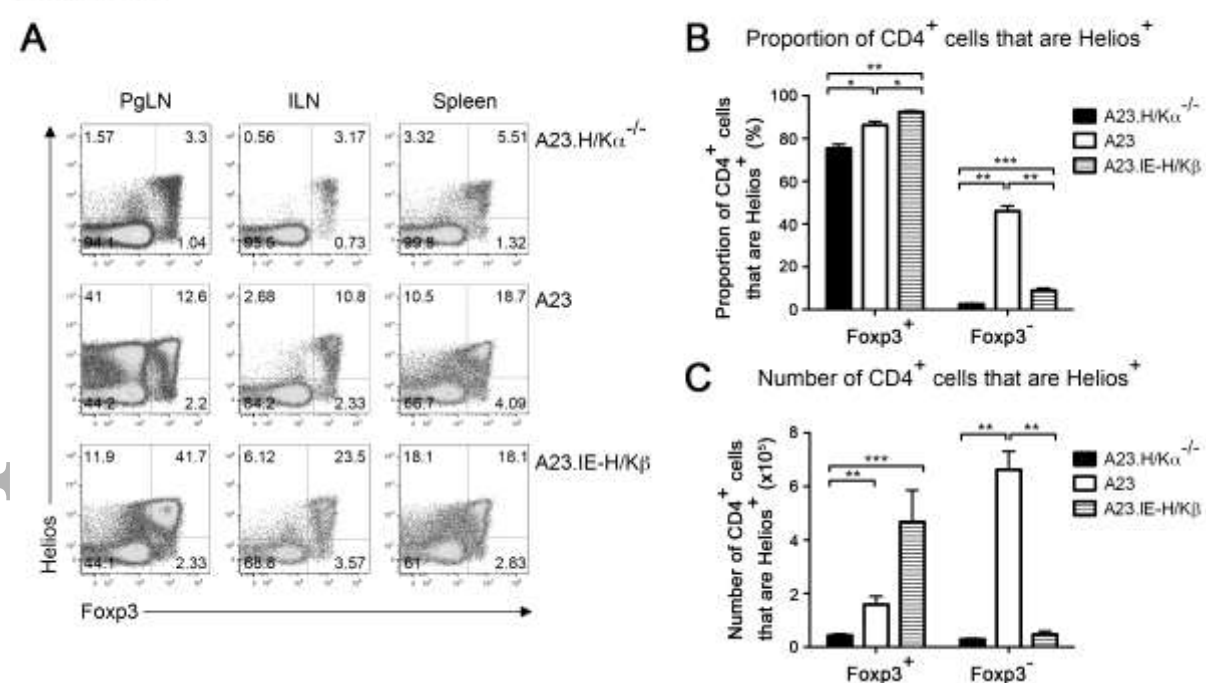 A
PgLN ILN Spleen
1.57 3.3 0.56 3.17 3.32 5.51 A23.H/Kα-/-
94.1 1.04 95.5 0.73 1.32
41 12.6 2.68 10.8 10.5 18.7 A23
44.2 2.2 84.2 2.33 66.7 4.09
11.9 41.7 6.12 23.5 18.1 18.1 A23.IE-H/Kβ
44.1 2.33 3.57 61 2.83
Helios
Foxp3
B Proportion of CD4+ cells that are Helios+
Proportion of CD4+ cells
that are Helios+ (%)
100
80
60
40
20
0
** * *
*** ** **
Foxp3+ Foxp3-
A23.H/Kα-/-
A23
A23.IE-H/Kβ
C Number of CD4+ cells that are Helios+
Number of CD4+ cells
that are Helios+ (x10⁵)
8
6
4
2
0
*** **
** **
Foxp3+ Foxp3-
A23.H/Kα-/-
A23
A23.IE-H/Kβ